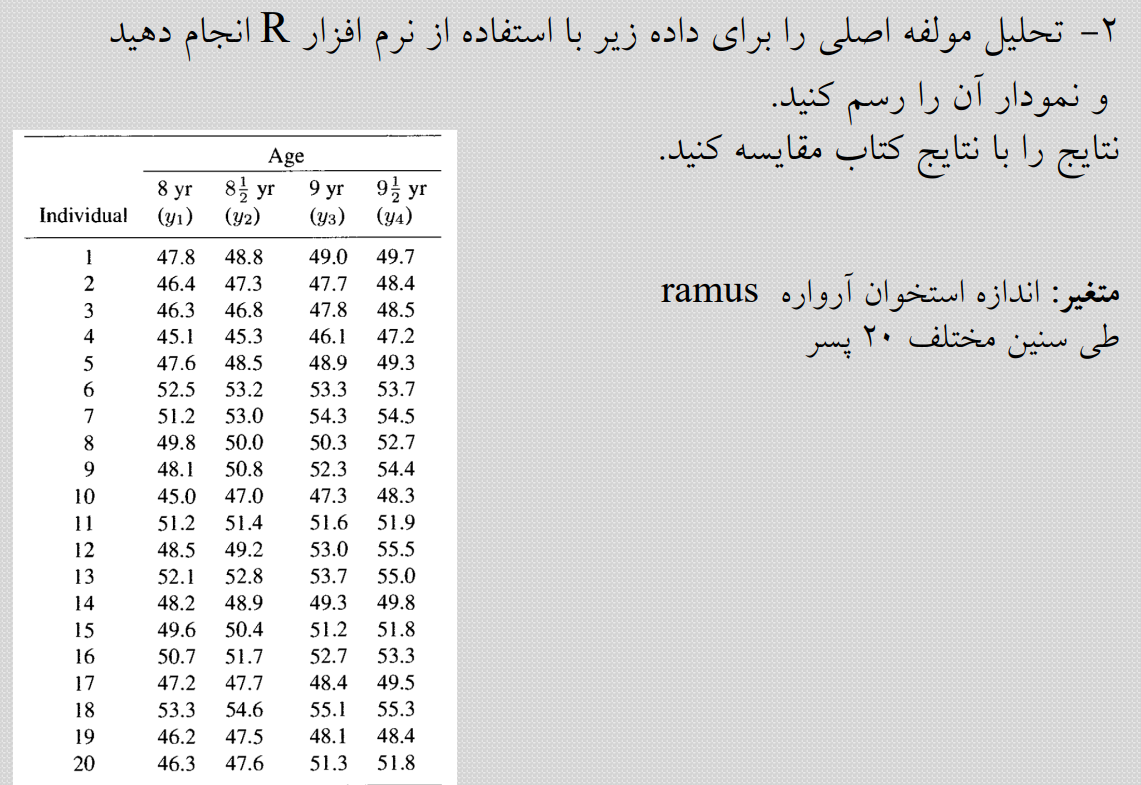 ۲- تحلیل مولفه اصلی را برای داده زیر با استفاده از نرم افزار R انجام دهید
و نمودار آن را رسم کنید.
نتایج را با نتایج کتاب مقایسه کنید.
متغیر: اندازه استخوان آرواره ramus
طی سنین مختلف ۲۰ پسر
Age
8 yr 8½ yr 9 yr 9½ yr
Individual (y1) (y2) (y3) (y4)
1 47.8 48.8 49.0 49.7
2 46.4 47.3 47.7 48.4
3 46.3 46.8 47.8 48.5
4 45.1 45.3 46.1 47.2
5 47.6 48.5 48.9 49.3
6 52.5 53.2 53.3 53.7
7 51.2 53.0 54.3 54.5
8 49.8 50.0 50.3 52.7
9 48.1 50.8 52.3 54.4
10 45.0 47.0 47.3 48.3
11 51.2 51.4 51.6 51.9
12 48.5 49.2 53.0 55.5
13 52.1 52.8 53.7 55.0
14 48.2 48.9 49.3 49.8
15 49.6 50.4 51.2 51.8
16 50.7 51.7 52.7 53.3
17 47.2 47.7 48.4 49.5
18 53.3 54.6 55.1 55.3
19 46.2 47.5 48.1 48.4
20 46.3 47.6 51.3 51.8